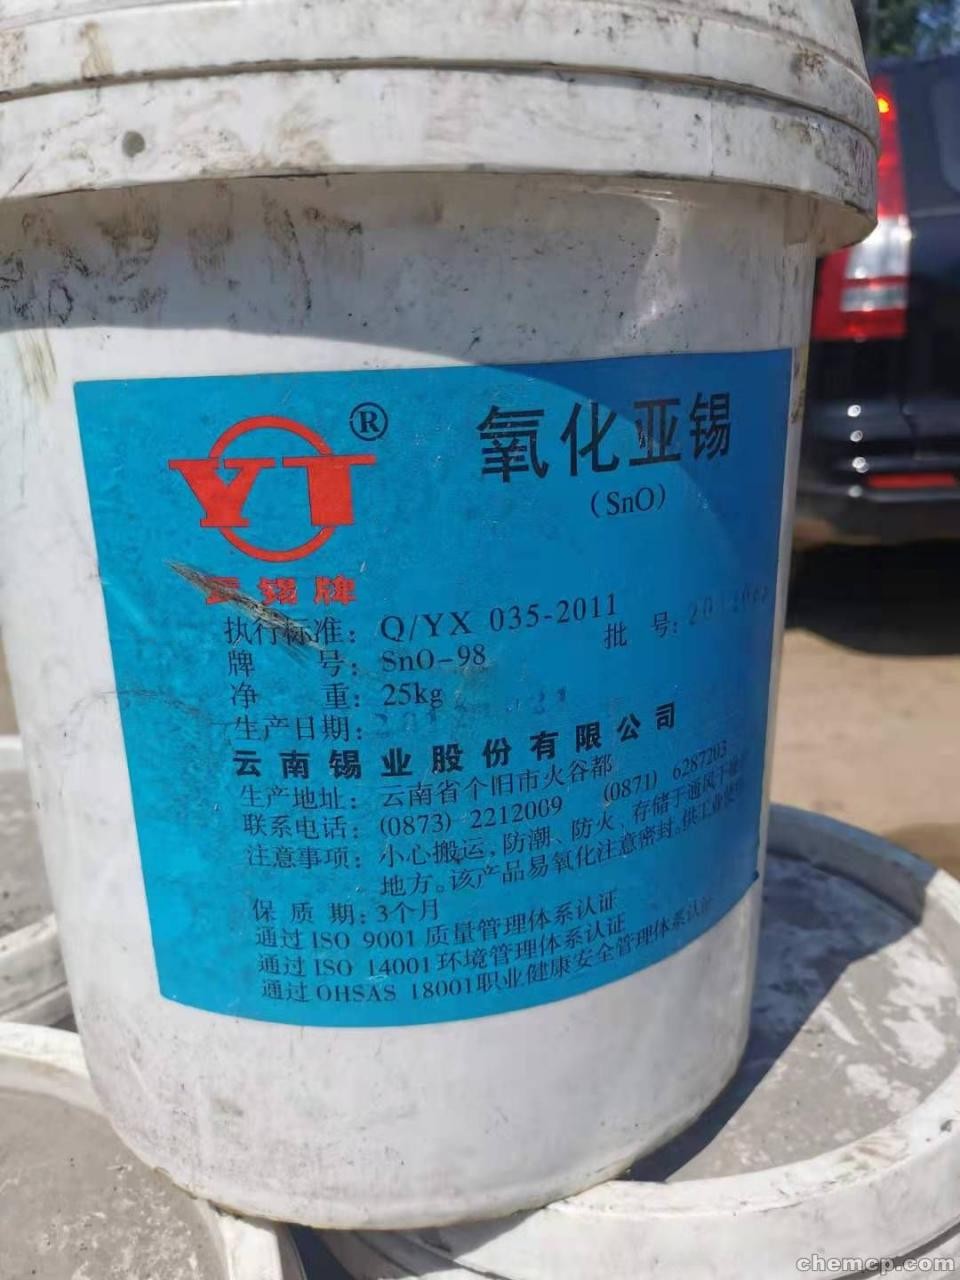 YT®
云锡牌
氧化亚锡
(SnO)
执行标准: Q/YX 035-2011
批 号:
牌 号: SnO-98
净 重: 25kg
生产日期:
云南锡业股份有限公司
生产地址: 云南省个旧市火谷都
联系电话: (0873) 2212009 (0871) 6287203
注意事项: 小心搬运, 防潮、防火、存储于通风干燥
地方。该产品易氧化注意密封。供工业使用
保 质 期: 3个月
通过 ISO 9001 质量管理体系认证
通过 ISO 14001 环境管理体系认证
通过 OHSAS 18001职业健康安全管理体系认证
chemcp.com